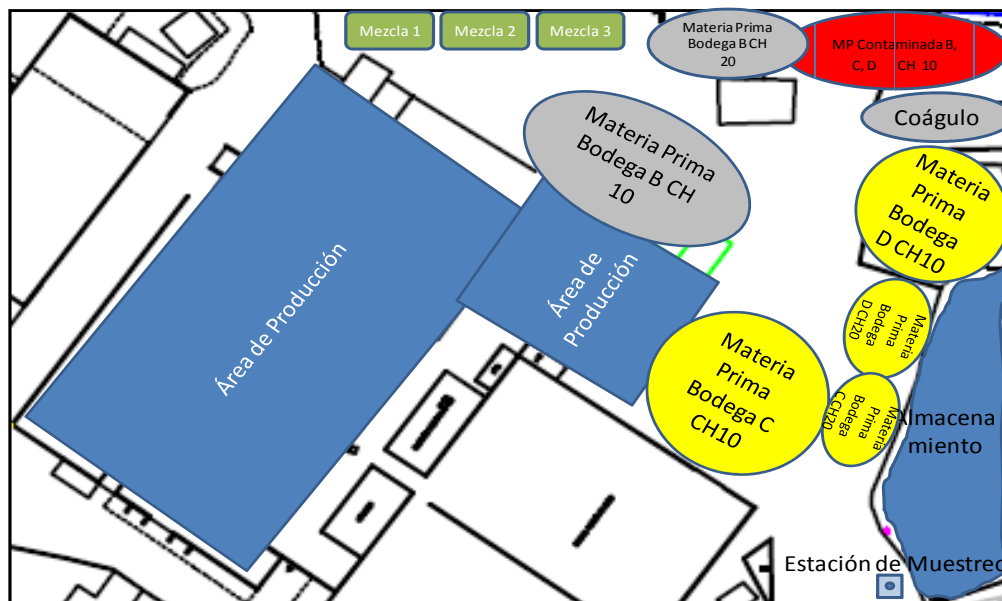 Mezcla 1
Mezcla 2
Mezcla 3
Materia Prima
Bodega B CH
20
MP Contaminada B,
C, D CH 10
Coágulo
Materia Prima
Bodega B CH
10
Materia
Prima
Bodega
D CH10
Área de Producción
Área de
Producción
Materia
Prima
Bodega
D CH20
Materia
Prima
Bodega C
CH10
Materia
Prima
Bodega
C CH20
Almacena
miento
Estación de Muestreo